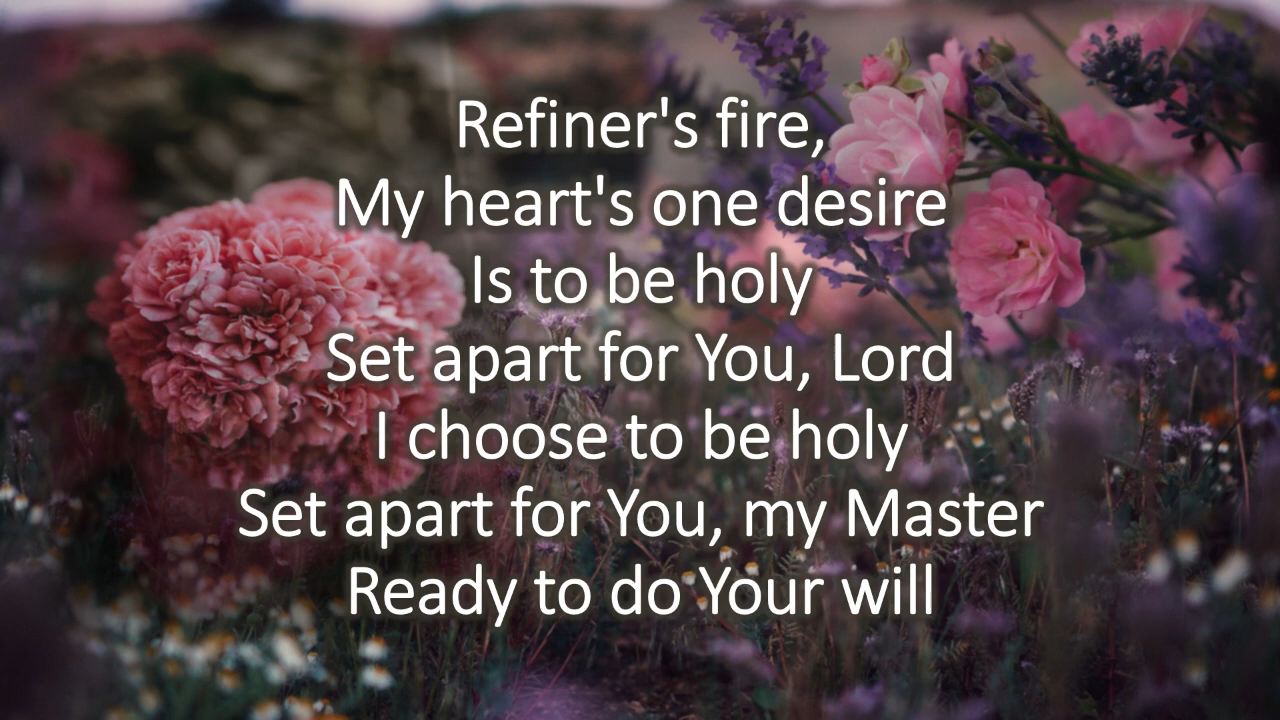 Refiner's fire,
My heart's one desire
Is to be holy
Set apart for You, Lord
I choose to be holy
Set apart for You, my Master
Ready to do Your will